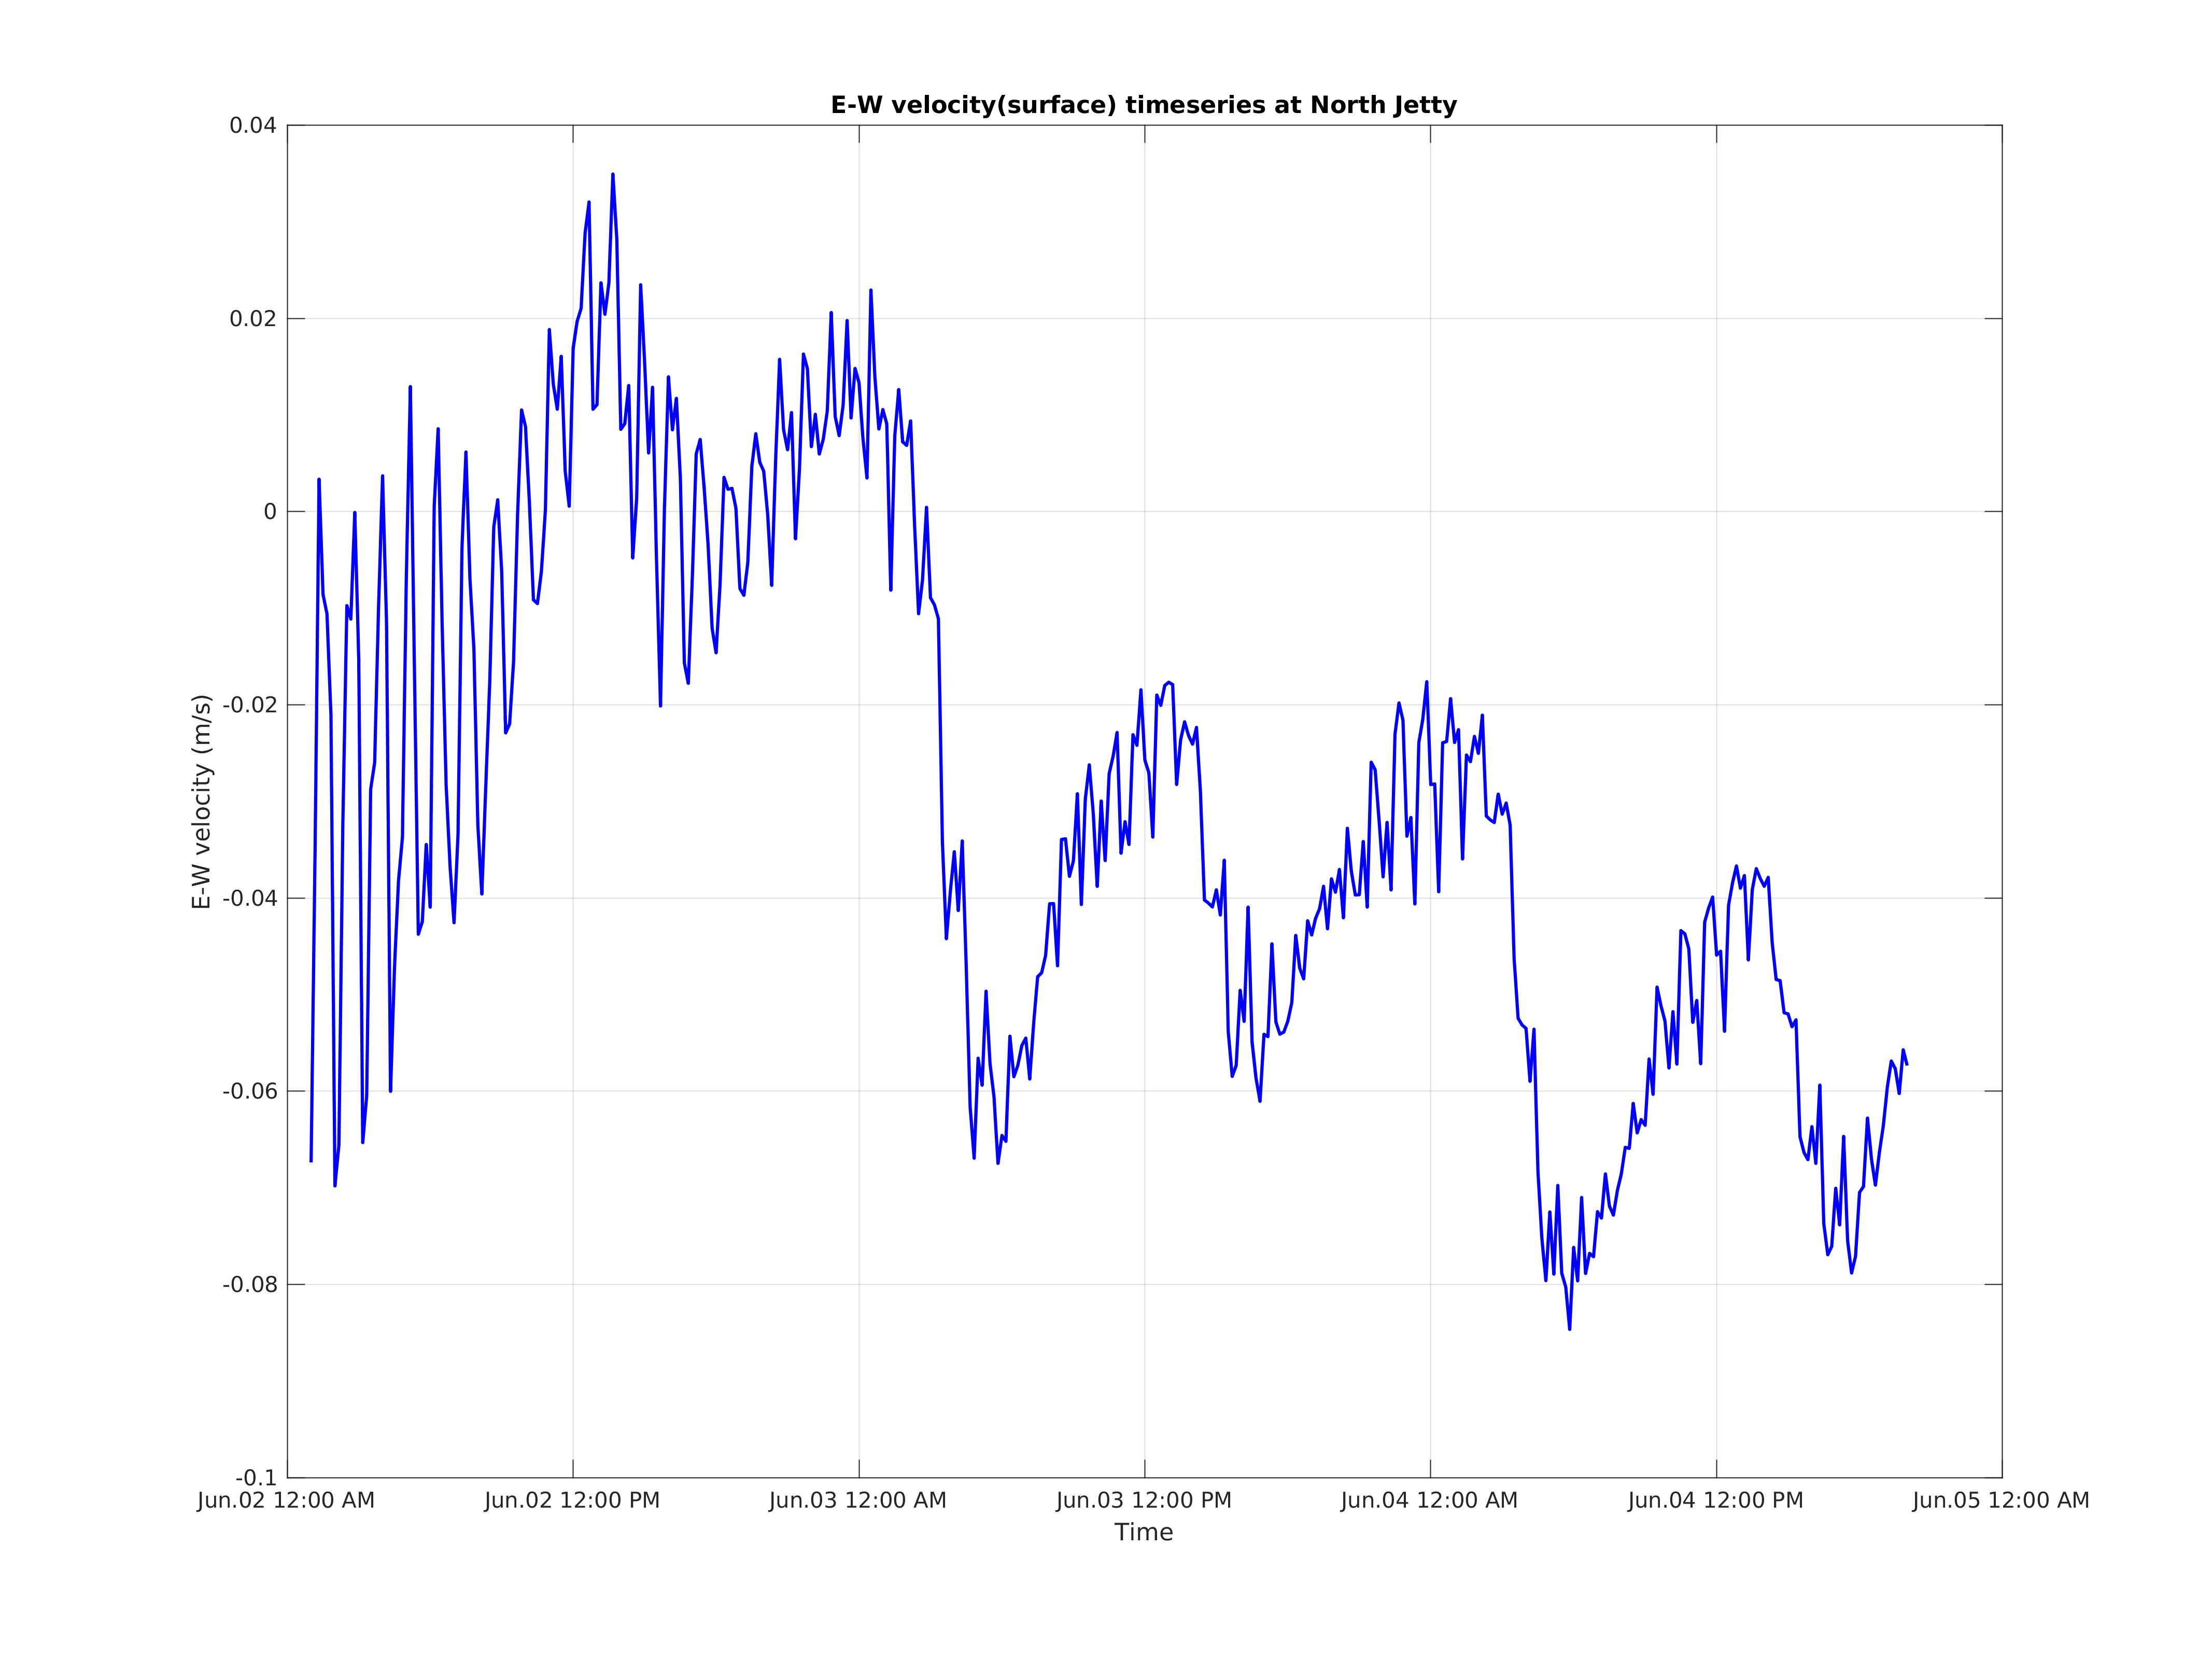 E-W velocity(surface) timeseries at North Jetty
0.04
0.02
0
-0.02
-0.04
-0.06
-0.08
-0.1
E-W velocity (m/s)
Jun.02 12:00 AM Jun.02 12:00 PM Jun.03 12:00 AM Jun.03 12:00 PM Jun.04 12:00 AM Jun.04 12:00 PM Jun.05 12:00 AM
Time